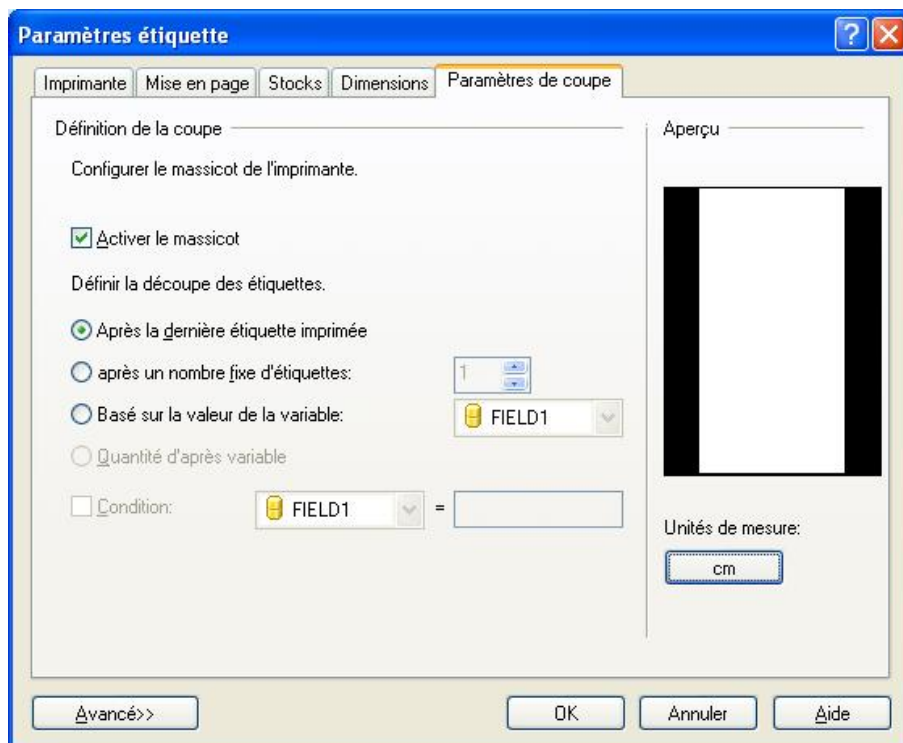 Paramètres étiquette
Imprimante Mise en page Stocks Dimensions Paramètres de coupe
Définition de la coupe
Configurer le massicot de l'imprimante.
Activer le massicot
Définir la découpe des étiquettes.
Après la dernière étiquette imprimée
après un nombre fixe d'étiquettes: 1
Basé sur la valeur de la variable: FIELD1
Quantité d'après variable
Condition: FIELD1 =
Aperçu
Unités de mesure:
cm
Avancé>> OK Annuler Aide